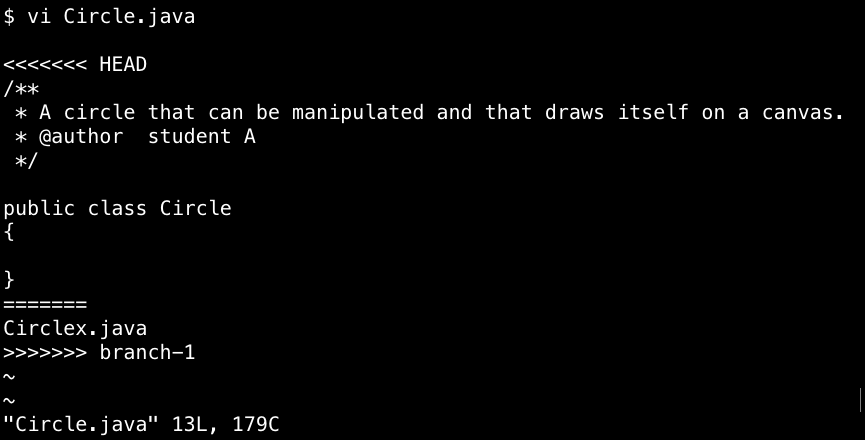 $ vi Circle.java
<<<<<<< HEAD
/**
 * A circle that can be manipulated and that draws itself on a canvas.
 * @author  student A
 */
public class Circle
{
}
=======
Circlex.java
>>>>>>> branch-1
~
~
"Circle.java" 13L, 179C